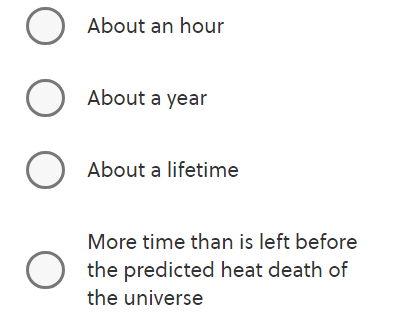 About an hour
About a year
About a lifetime
More time than is left before
the predicted heat death of
the universe